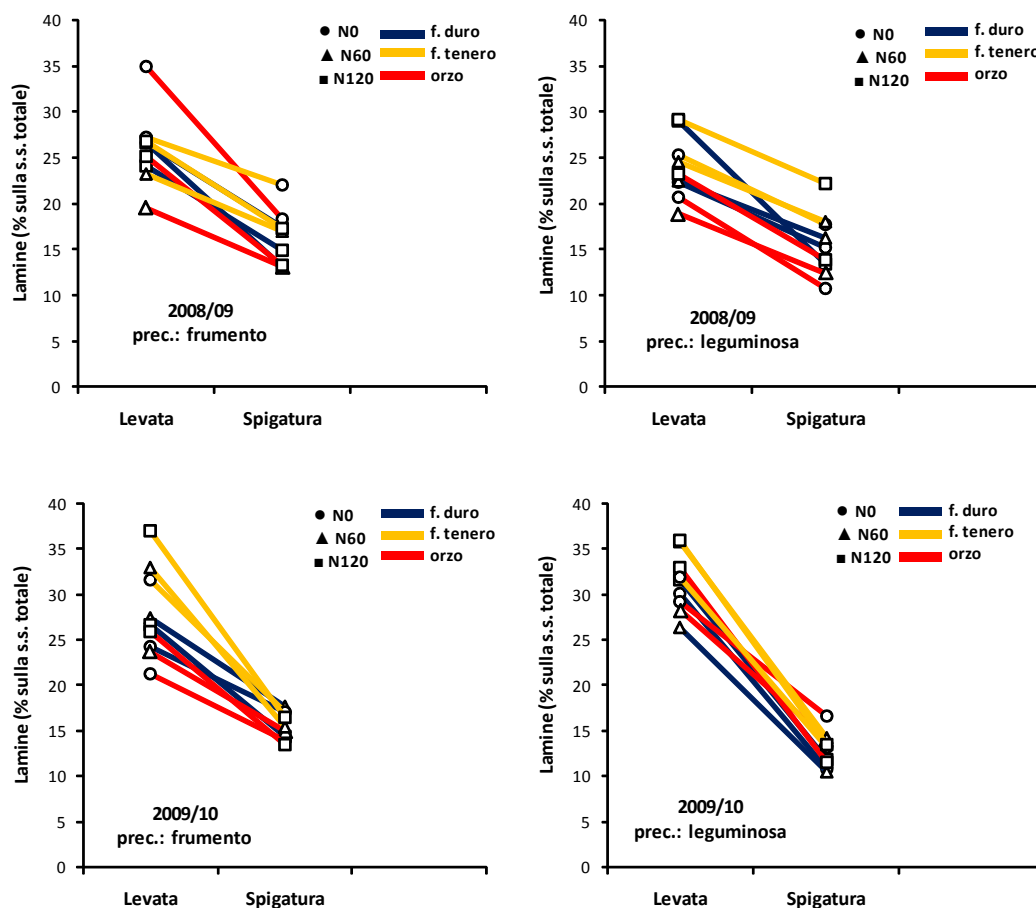 Lamine (% sulla s.s. totale)
40
35
30
25
20
15
10
5
0
N0
N60
N120
f. duro
f. tenero
orzo
2008/09
prec.: frumento
Levata
Spigatura
Lamine (% sulla s.s. totale)
40
35
30
25
20
15
10
5
0
N0
N60
N120
f. duro
f. tenero
orzo
2008/09
prec.: leguminosa
Levata
Spigatura
Lamine (% sulla s.s. totale)
40
35
30
25
20
15
10
5
0
N0
N60
N120
f. duro
f. tenero
orzo
2009/10
prec.: frumento
Levata
Spigatura
Lamine (% sulla s.s. totale)
40
35
30
25
20
15
10
5
0
N0
N60
N120
f. duro
f. tenero
orzo
2009/10
prec.: leguminosa
Levata
Spigatura